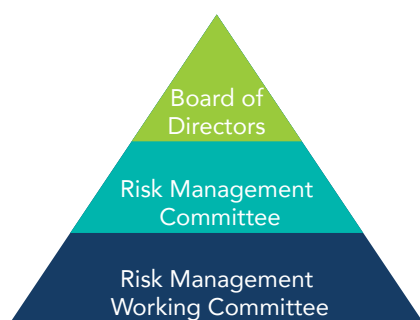 Board of
Directors
Risk Management
Committee
Risk Management
Working Committee